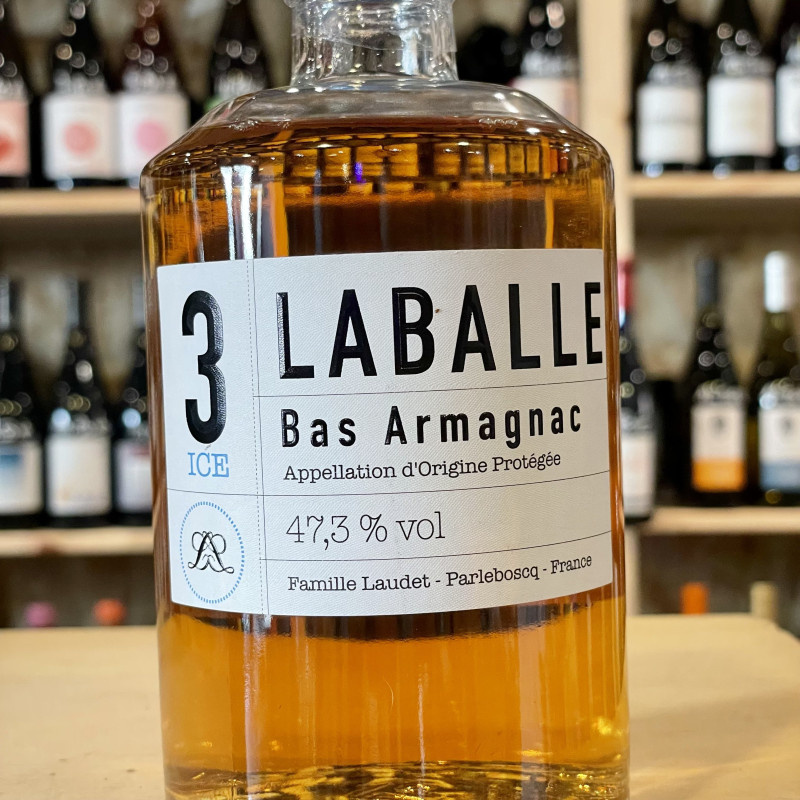 3
ICE
LABALLE
Bas Armagnac
Appellation d'Origine Protégée
47,3 % vol
Famille Laudet - Parleboscq - France